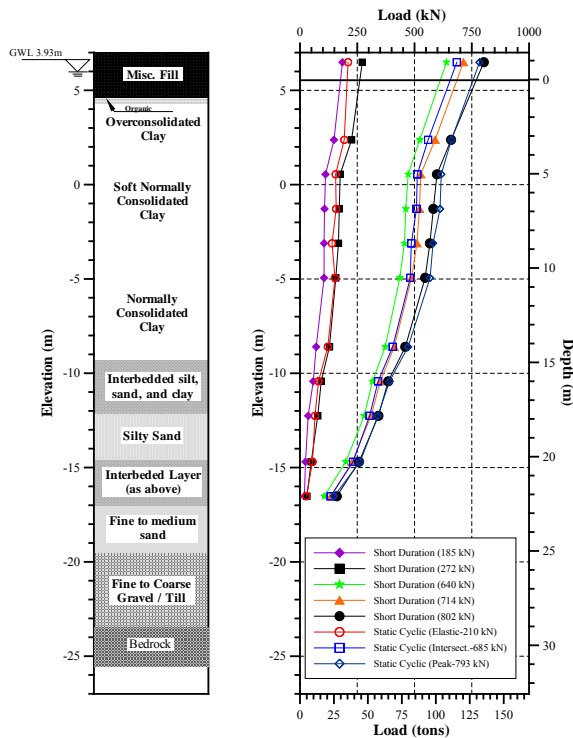 Load (kN)
0 250 500 750 1000
GWL 3.93m
Misc. Fill
Organic
Overconsolidated
Clay
Soft Normally
Consolidated
Clay
Normally
Consolidated
Clay
Interbedded silt,
sand, and clay
Silty Sand
Interbeded Layer
(as above)
Fine to medium
sand
Fine to Coarse
Gravel / Till
Bedrock
Elevation (m)
5
0
-5
-10
-15
-20
-25
Elevation (m)
5
0
-5
-10
-15
-20
-25
0
5
10
15
20
25
30
Depth (m)
Short Duration (185 kN)
Short Duration (272 kN)
Short Duration (640 kN)
Short Duration (714 kN)
Short Duration (802 kN)
Static Cyclic (Elastic-210 kN)
Static Cyclic (Intersect.-685 kN)
Static Cyclic (Peak-793 kN)
0 25 50 75 100 125 150
Load (tons)